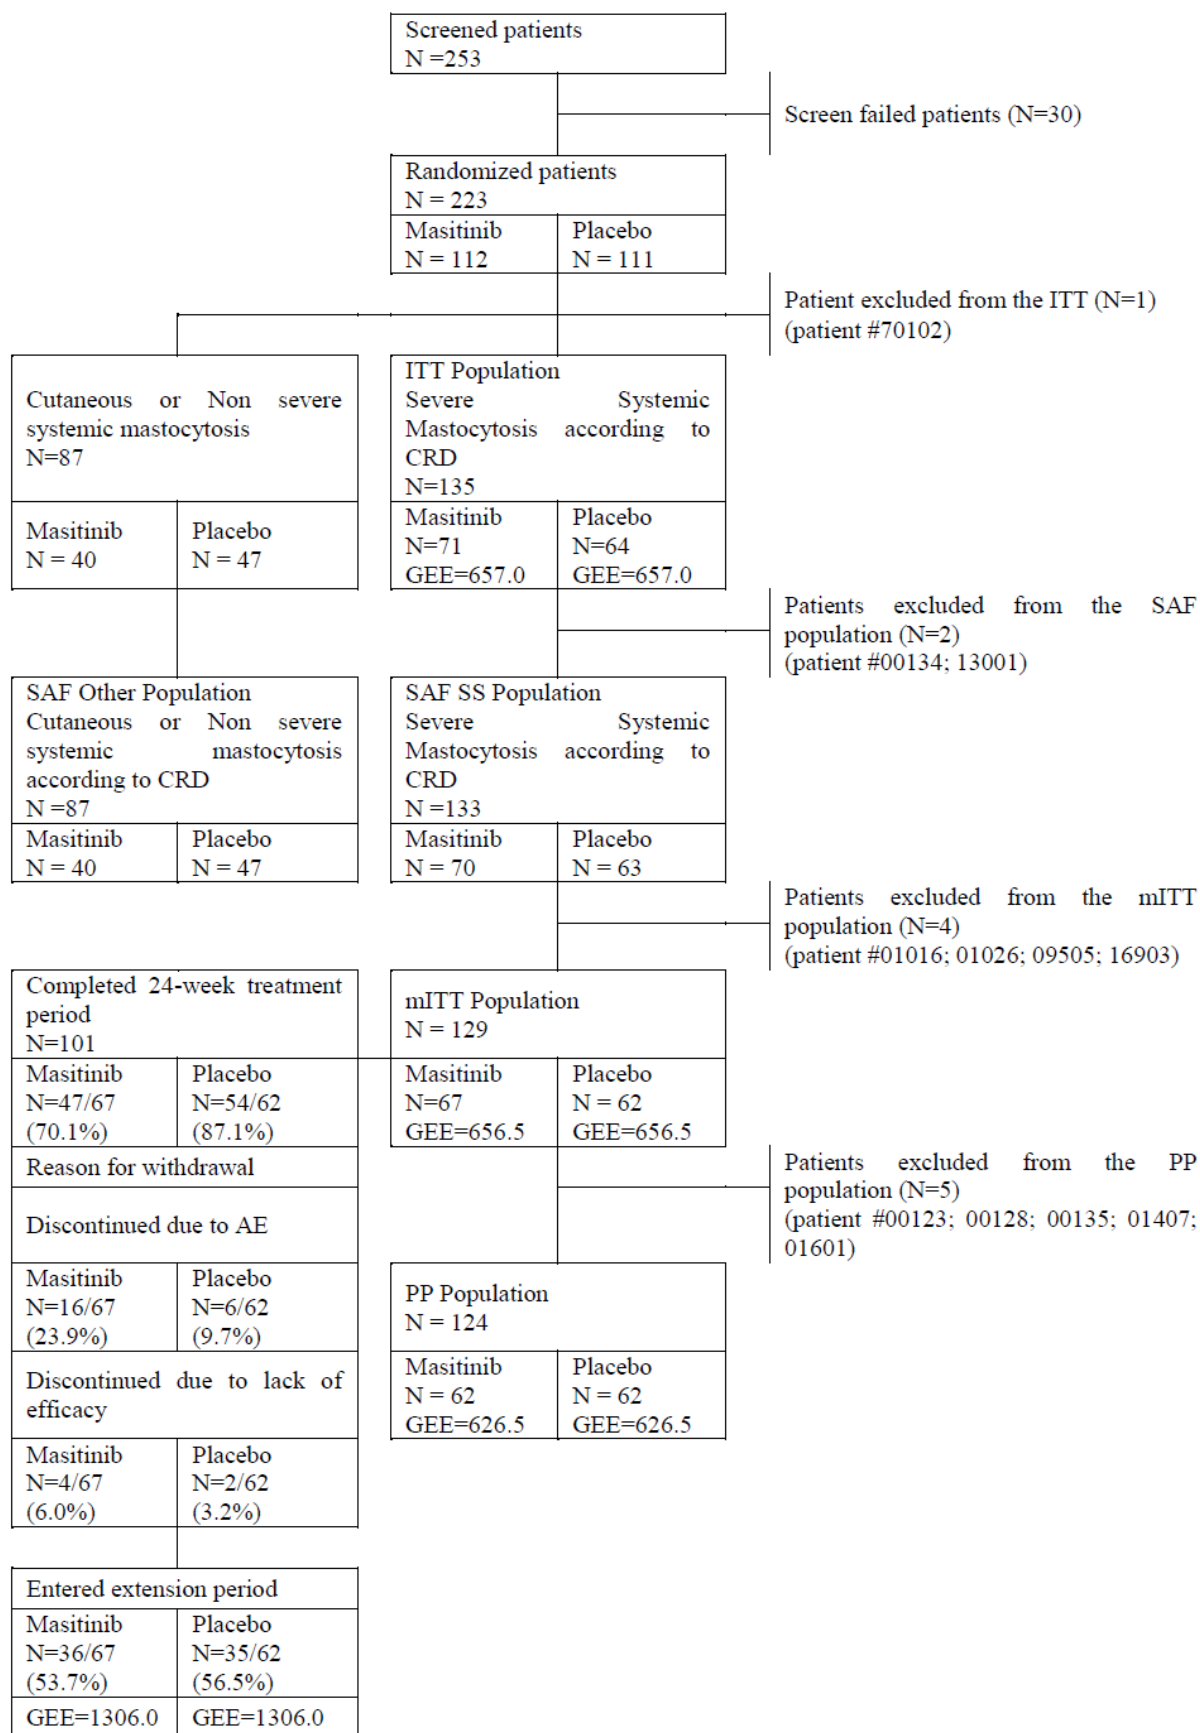 Screened patients
N =253
Screen failed patients (N=30)
Randomized patients
N = 223
Masitinib
N = 112
Placebo
N = 111
Patient excluded from the ITT (N=1)
(patient #70102)
Cutaneous or Non severe
systemic mastocytosis
N=87
Masitinib
N = 40
Placebo
N = 47
ITT Population
Severe Systemic
Mastocytosis according to
CRD
N=135
Masitinib
N=71
GEE=657.0
Placebo
N=64
GEE=657.0
Patients excluded from the SAF
population (N=2)
(patient #00134; 13001)
SAF Other Population
Cutaneous or Non severe
systemic mastocytosis
according to CRD
N =87
Masitinib
N = 40
Placebo
N = 47
SAF SS Population
Severe Systemic
Mastocytosis according to
CRD
N =133
Masitinib
N = 70
Placebo
N = 63
Patients excluded from the mITT
population (N=4)
(patient #01016; 01026; 09505; 16903)
Completed 24-week treatment
period
N=101
Masitinib
N=47/67
(70.1%)
Placebo
N=54/62
(87.1%)
mITT Population
N = 129
Masitinib
N=67
GEE=656.5
Placebo
N = 62
GEE=656.5
Reason for withdrawal
Discontinued due to AE
Masitinib
N=16/67
(23.9%)
Placebo
N=6/62
(9.7%)
Patients excluded from the PP
population (N=5)
(patient #00123; 00128; 00135; 01407;
01601)
PP Population
N = 124
Masitinib
N = 62
GEE=626.5
Placebo
N = 62
GEE=626.5
Discontinued due to lack of
efficacy
Masitinib
N=4/67
(6.0%)
Placebo
N=2/62
(3.2%)
Entered extension period
Masitinib
N=36/67
(53.7%)
Placebo
N=35/62
(56.5%)
GEE=1306.0
GEE=1306.0